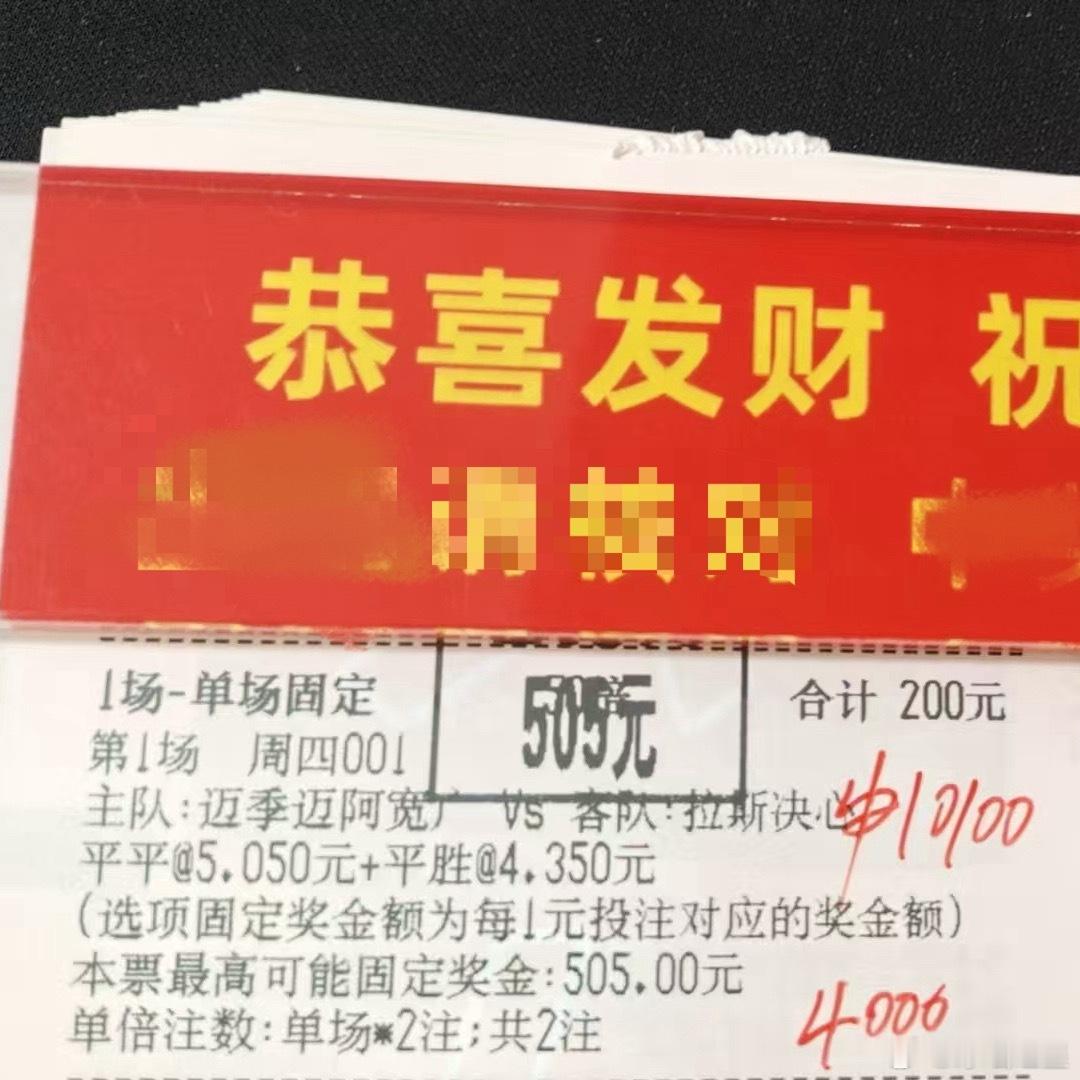 恭喜发财 祝
1场-单场固定
505元
合计 200元
第1场 周四001
主队:迈季迈阿宽广 Vs 客队:拉斯决心
中10100
平平@5.050元+平胜@4.350元
(选项固定奖金额为每1元投注对应的奖金额)
本票最高可能固定奖金:505.00元
4000
单倍注数:单场*2注;共2注